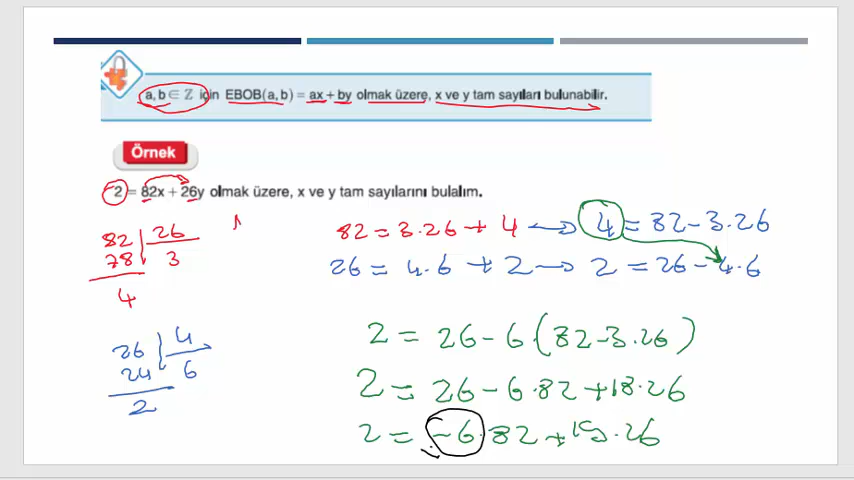 a, b ∈ Z için EBOB(a, b) = ax + by olmak üzere, x ve y tam sayıları bulunabilir.
Örnek
2 = 82x + 26y olmak üzere, x ve y tam sayılarını bulalım.
82 | 26
78 | 3
4
26 | 4
24 | 6
2
82 = 3.26 + 4 → 4 = 82 - 3.26
26 = 4.6 + 2 → 2 = 26 - 4.6
2 = 26 - 6 (82 - 3.26)
2 = 26 - 6.82 + 18.26
2 = -6.82 + 19.26